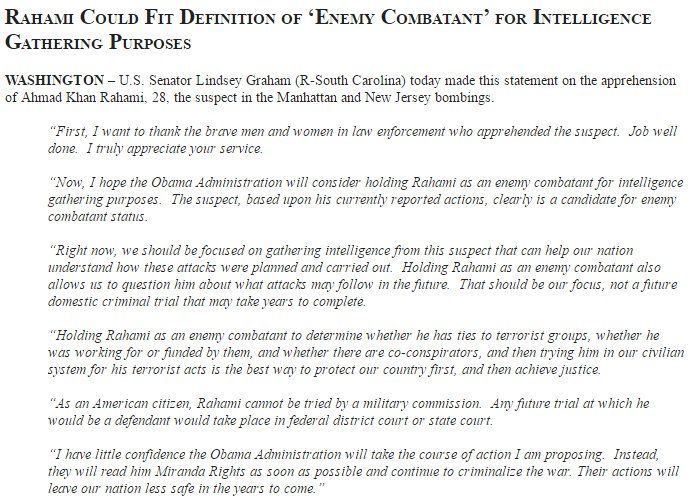 RAHAMI COULD FIT DEFINITION OF ‘ENEMY COMBATANT’ FOR INTELLIGENCE
GATHERING PURPOSES
WASHINGTON – U.S. Senator Lindsey Graham (R-South Carolina) today made this statement on the apprehension
of Ahmad Khan Rahami, 28, the suspect in the Manhattan and New Jersey bombings.
“First, I want to thank the brave men and women in law enforcement who apprehended the suspect.  Job well
done.  I truly appreciate your service.
“Now, I hope the Obama Administration will consider holding Rahami as an enemy combatant for intelligence
gathering purposes.  The suspect, based upon his currently reported actions, clearly is a candidate for enemy
combatant status.
“Right now, we should be focused on gathering intelligence from this suspect that can help our nation
understand how these attacks were planned and carried out.  Holding Rahami as an enemy combatant also
allows us to question him about what attacks may follow in the future.  That should be our focus, not a future
domestic criminal trial that may take years to complete.
“Holding Rahami as an enemy combatant to determine whether he has ties to terrorist groups, whether he
was working for or funded by them, and whether there are co-conspirators, and then trying him in our civilian
system for his terrorist acts is the best way to protect our country first, and then achieve justice.
“As an American citizen, Rahami cannot be tried by a military commission.  Any future trial at which he
would be a defendant would take place in federal district court or state court.
“I have little confidence the Obama Administration will take the course of action I am proposing.  Instead,
they will read him Miranda Rights as soon as possible and continue to criminalize the war. Their actions will
leave our nation less safe in the years to come.”